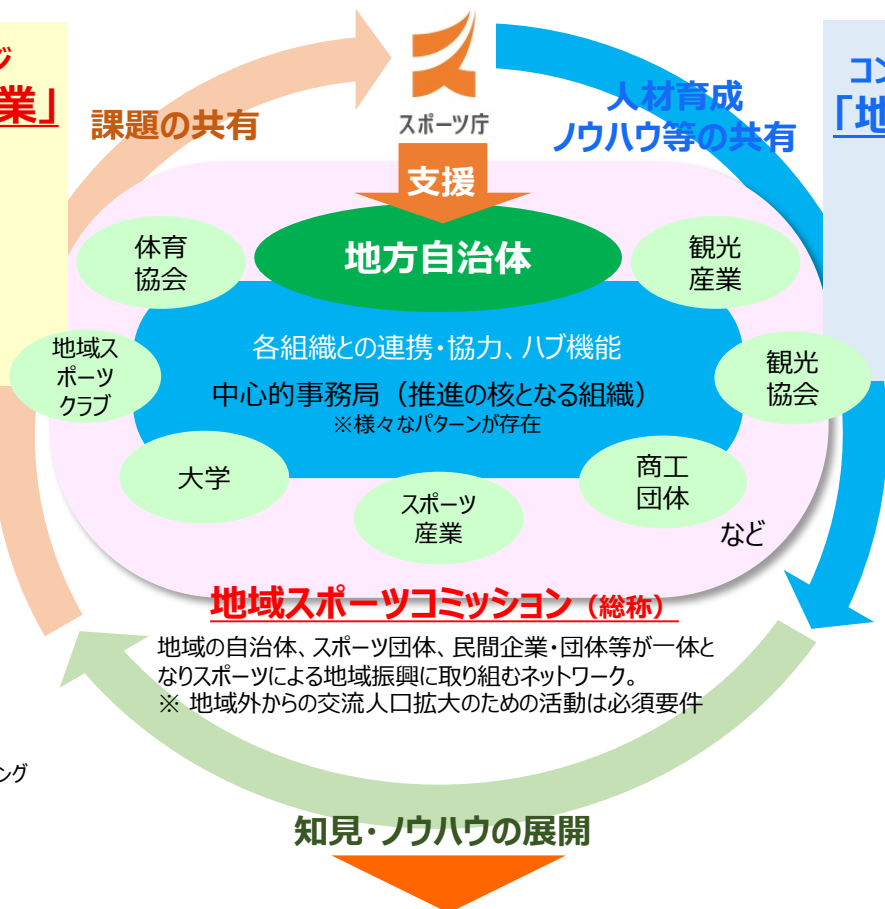 ジ
業」
課題の共有
スポーツ庁
人材育成
ノウハウ等の共有
コン
「地
支援
体育
協会
地方自治体
観光
産業
地域ス
ポーツ
クラブ
各組織との連携・協力、ハブ機能
中心的事務局（推進の核となる組織）
※様々なパターンが存在
観光
協会
大学
スポーツ
産業
商工
団体
など
地域スポーツコミッション（総称）
地域の自治体、スポーツ団体、民間企業・団体等が一体と
なりスポーツによる地域振興に取り組むネットワーク。
※ 地域外からの交流人口拡大のための活動は必須要件
ング
知見・ノウハウの展開